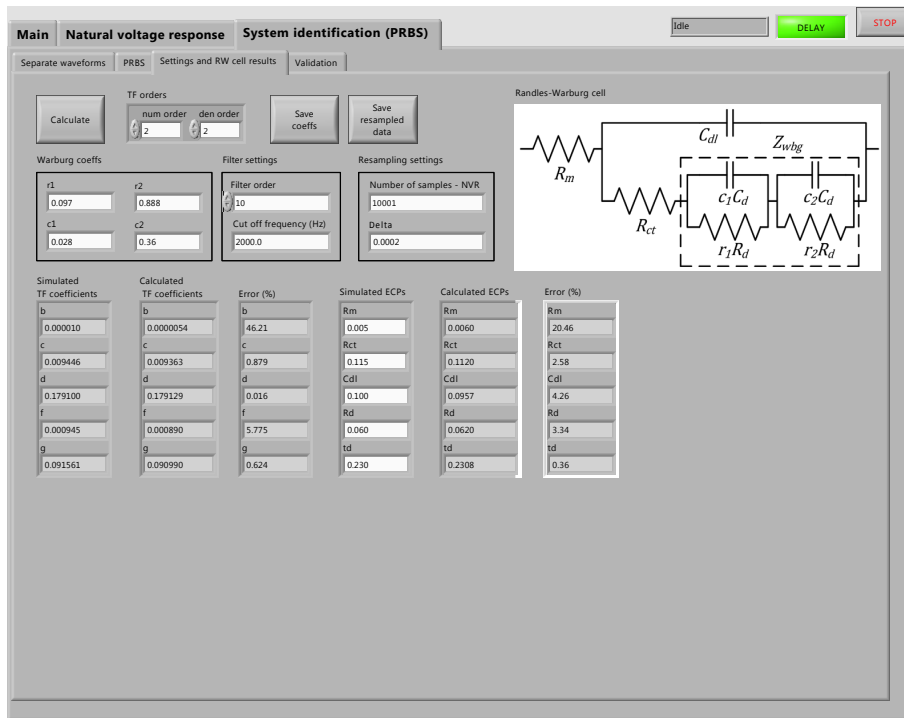 Main Natural voltage response System identification (PRBS) Idle DELAY STOP
Separate waveforms PRBS Settings and RW cell results Validation
Calculate
TF orders
num order den order
2 2
Save coeffs
Save resampled data
Randles-Warburg cell
Rm
Cdl
Zwbg
Rct
c1Cd
c2Cd
r1Rd
r2Rd
Warburg coeffs
r1 r2
0.097 0.888
c1 c2
0.028 0.36
Filter settings
Filter order
10
Cut off frequency (Hz)
2000.0
Resampling settings
Number of samples - NVR
10001
Delta
0.0002
Simulated
TF coefficients
b
0.000010
c
0.009446
d
0.179100
f
0.000945
g
0.091561
Calculated
TF coefficients
b
0.0000054
c
0.009363
d
0.179129
f
0.000890
g
0.090990
Error (%)
b
46.21
c
0.879
d
0.016
f
5.775
g
0.624
Simulated ECPs
Rm
0.005
Rct
0.115
Cdl
0.100
Rd
0.060
td
0.230
Calculated ECPs
Rm
0.0060
Rct
0.1120
Cdl
0.0957
Rd
0.0620
td
0.2308
Error (%)
Rm
20.46
Rct
2.58
Cdl
4.26
Rd
3.34
td
0.36